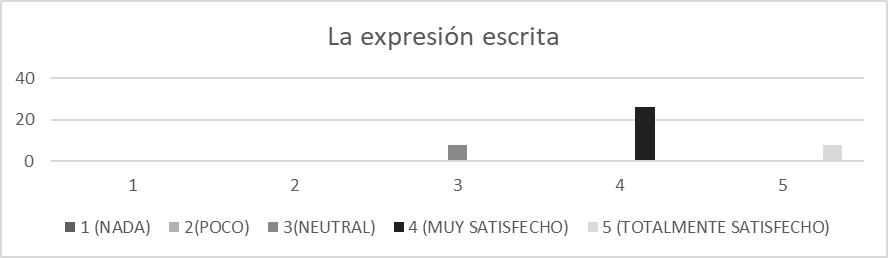 La expresión escrita
40
20
0
1 2 3 4 5
1 (NADA) 2(POCO) 3(NEUTRAL) 4 (MUY SATISFECHO) 5 (TOTALMENTE SATISFECHO)